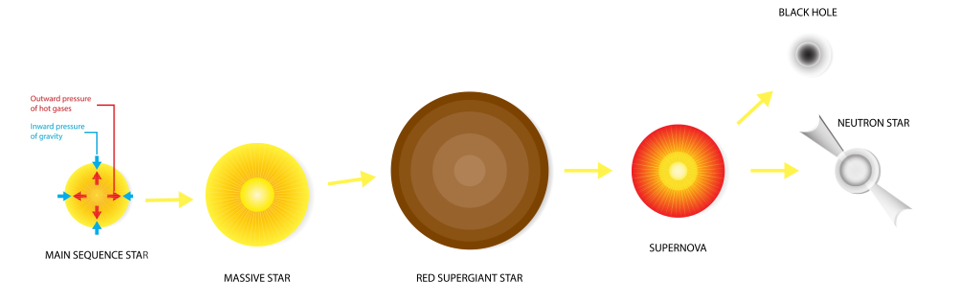 BLACK HOLE
Outward pressure
of hot gases
Inward pressure
of gravity
NEUTRON STAR
MAIN SEQUENCE STAR
SUPERNOVA
MASSIVE STAR
RED SUPERGIANT STAR